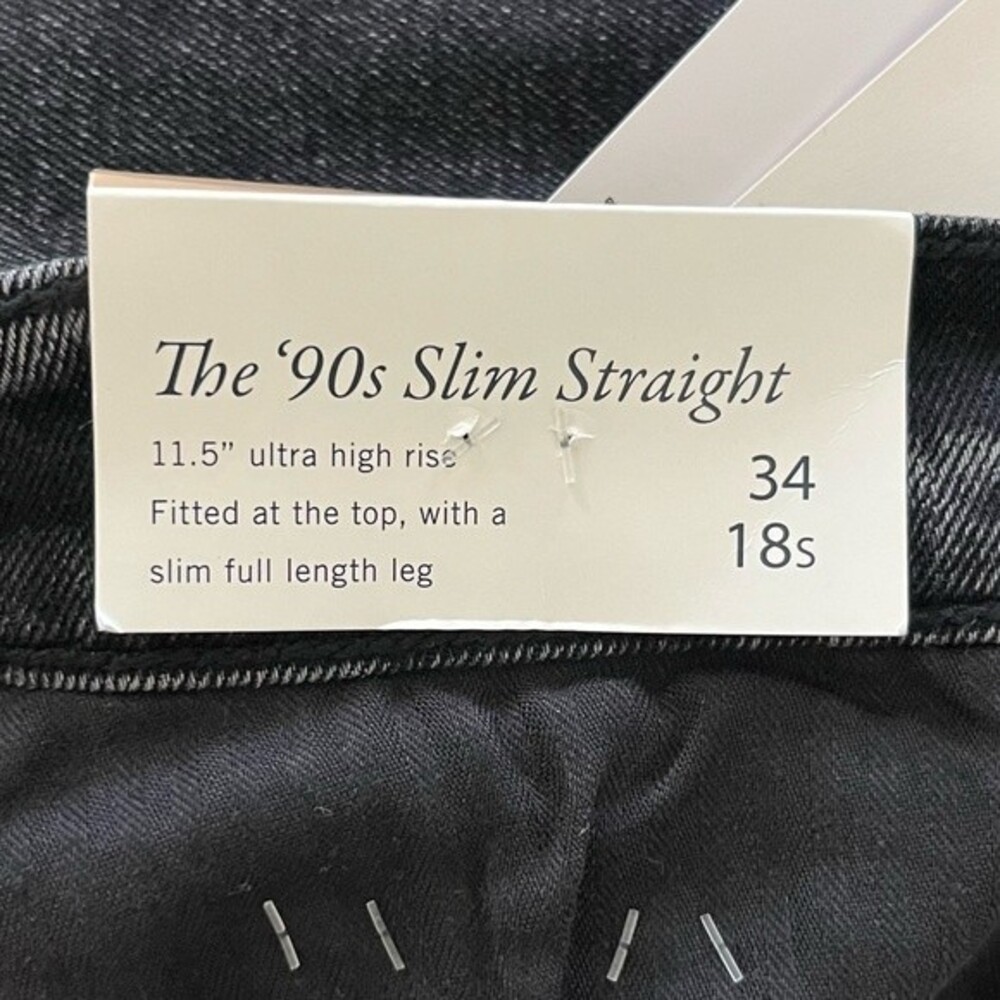 The ‘90s Slim Straight
11.5” ultra high rise
Fitted at the top, with a
slim full length leg
34
18s